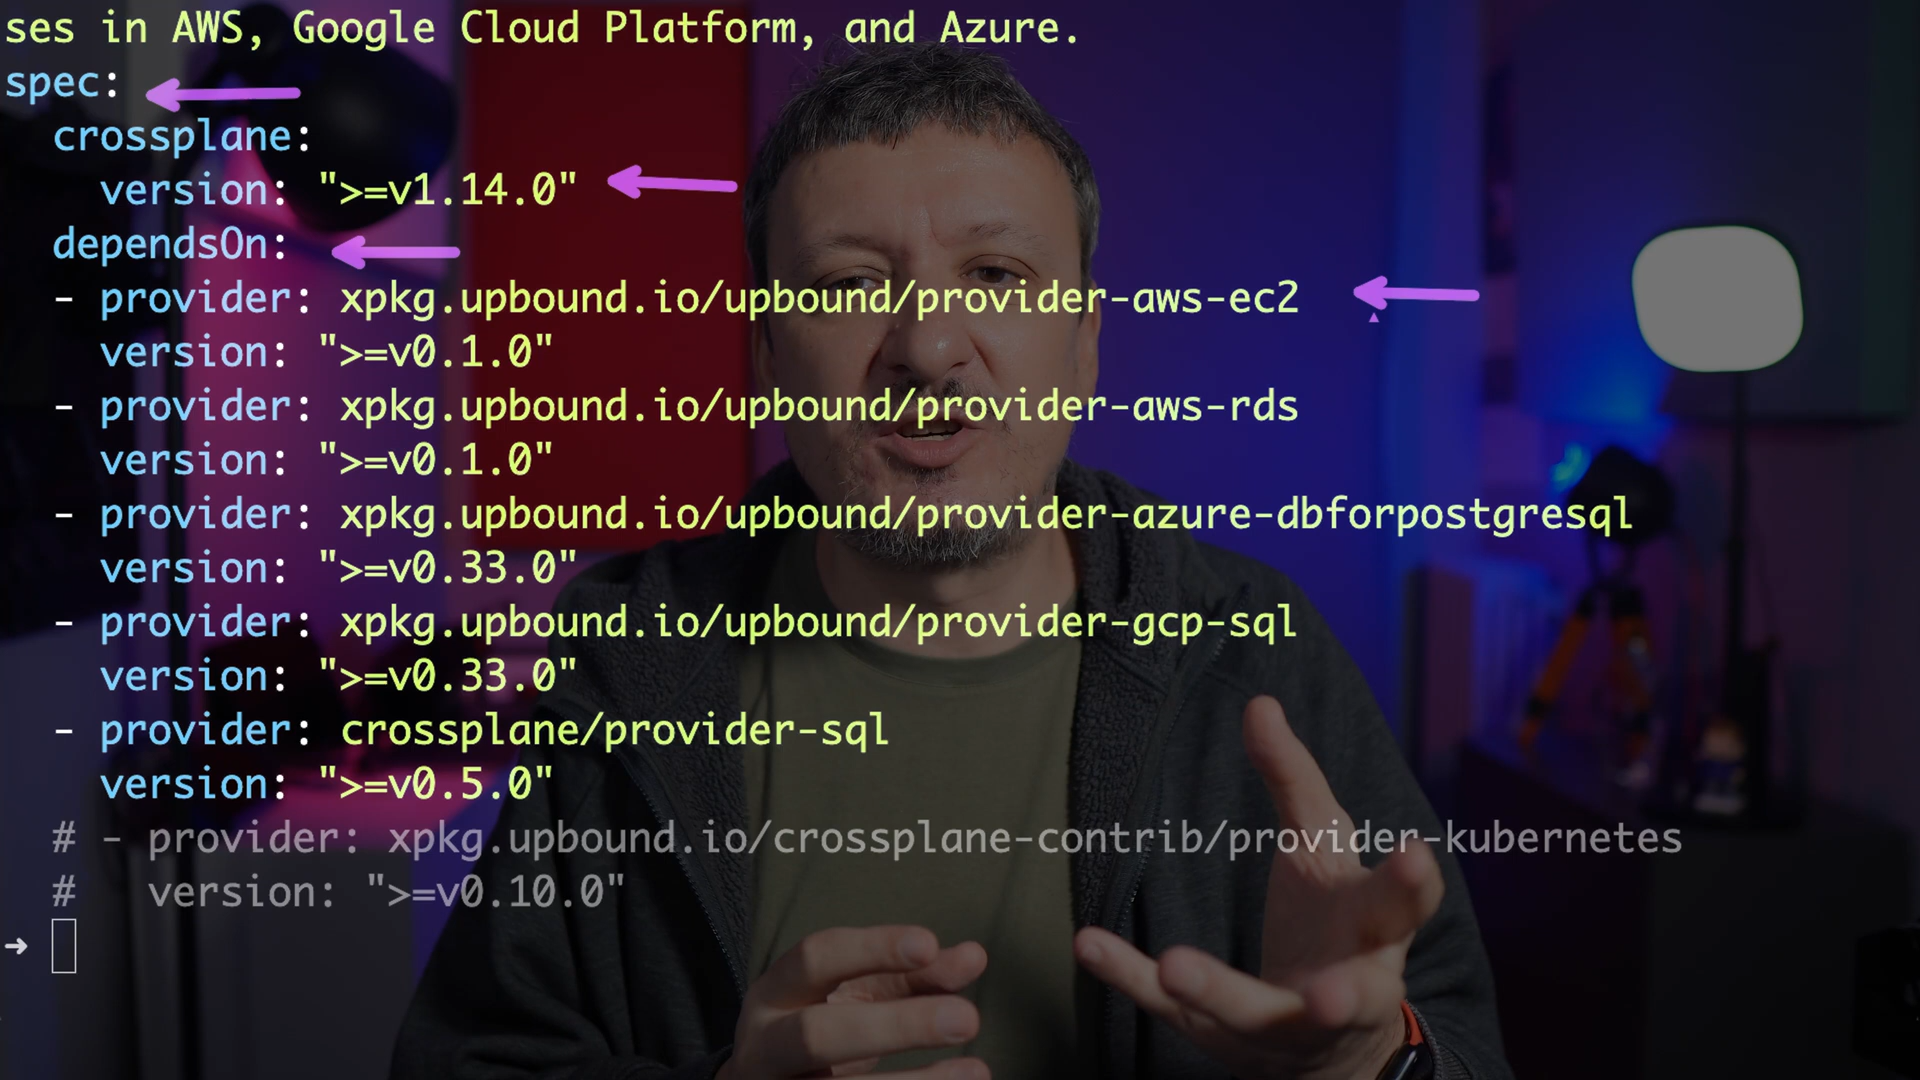 ses in AWS, Google Cloud Platform, and Azure.
spec:
  crossplane:
    version: ">=v1.14.0"
  dependsOn:
  - provider: xpkg.upbound.io/upbound/provider-aws-ec2
    version: ">=v0.1.0"
  - provider: xpkg.upbound.io/upbound/provider-aws-rds
    version: ">=v0.1.0"
  - provider: xpkg.upbound.io/upbound/provider-azure-dbforpostgresql
    version: ">=v0.33.0"
  - provider: xpkg.upbound.io/upbound/provider-gcp-sql
    version: ">=v0.33.0"
  - provider: crossplane/provider-sql
    version: ">=v0.5.0"
  # - provider: xpkg.upbound.io/crossplane-contrib/provider-kubernetes
  #   version: ">=v0.10.0"
➜